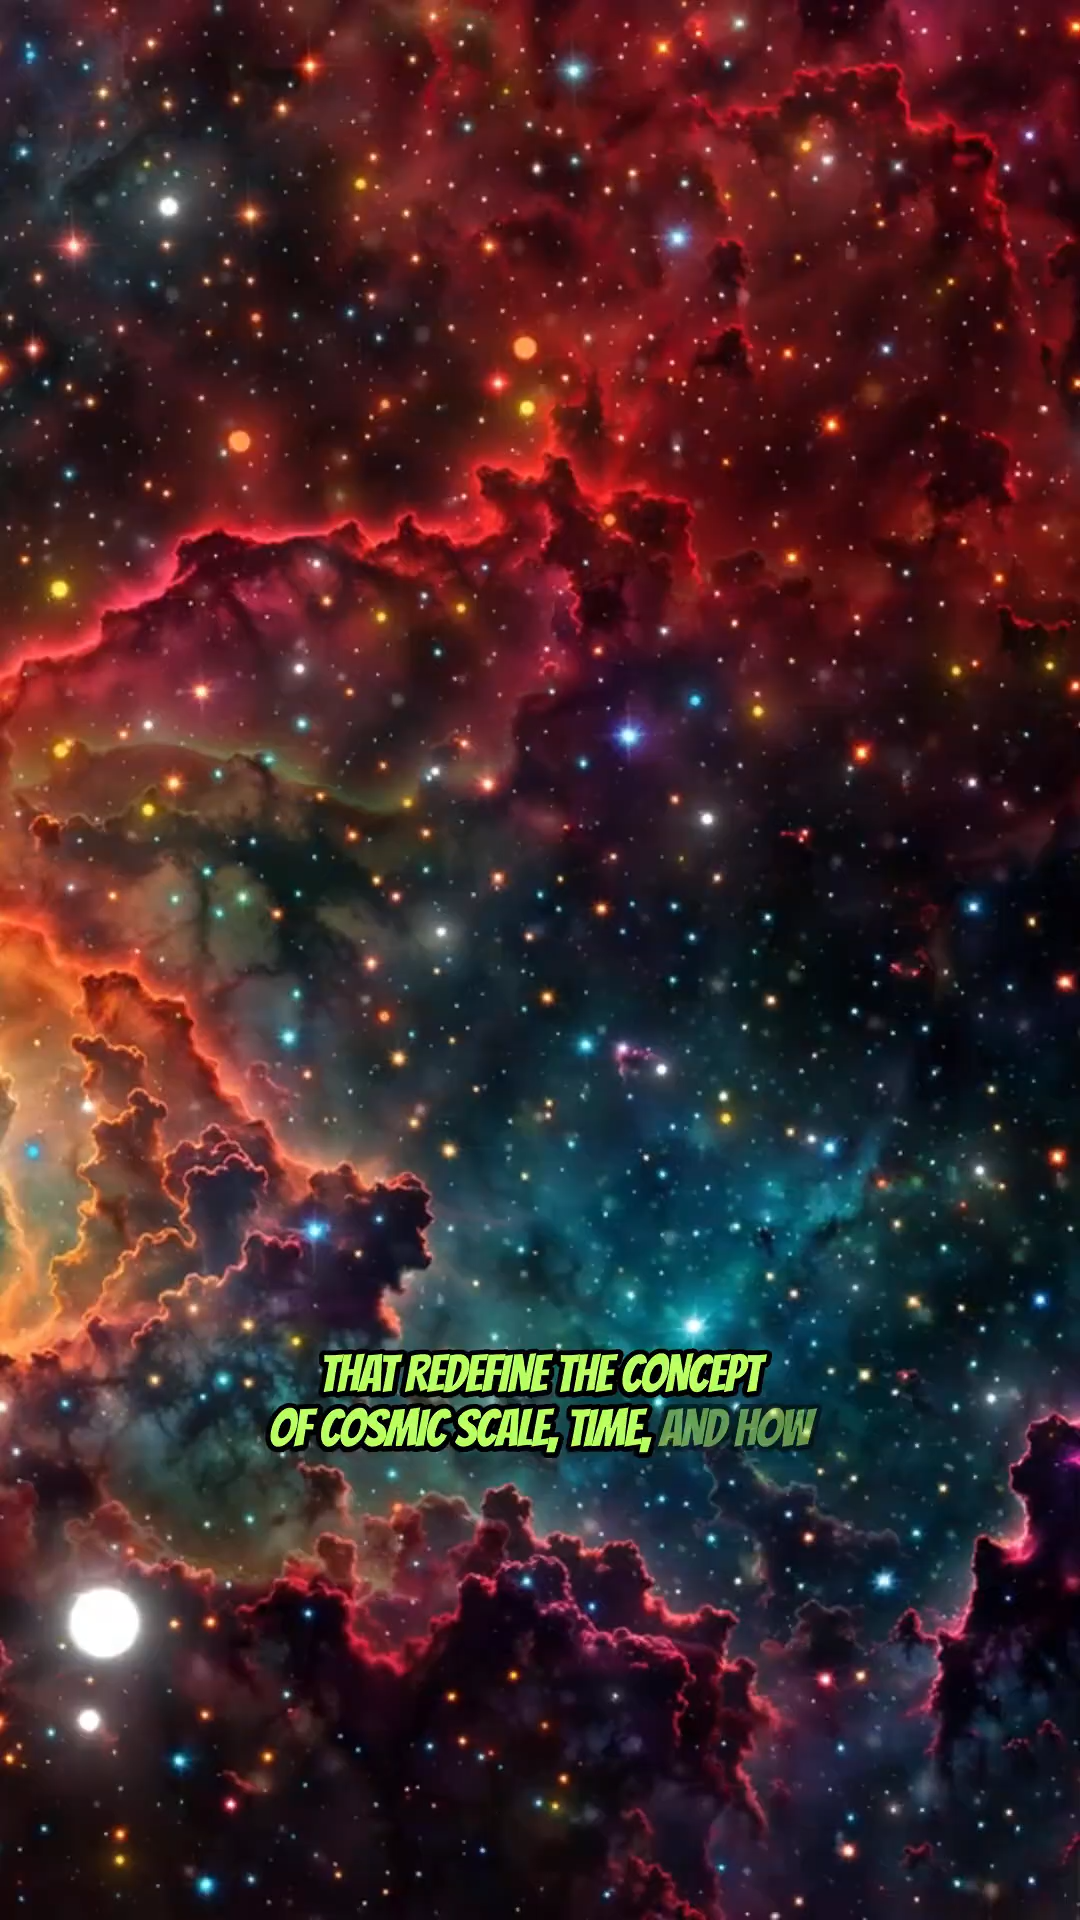 THAT REDEFINE THE CONCEPT
OF COSMIC SCALE, TIME, AND HOW